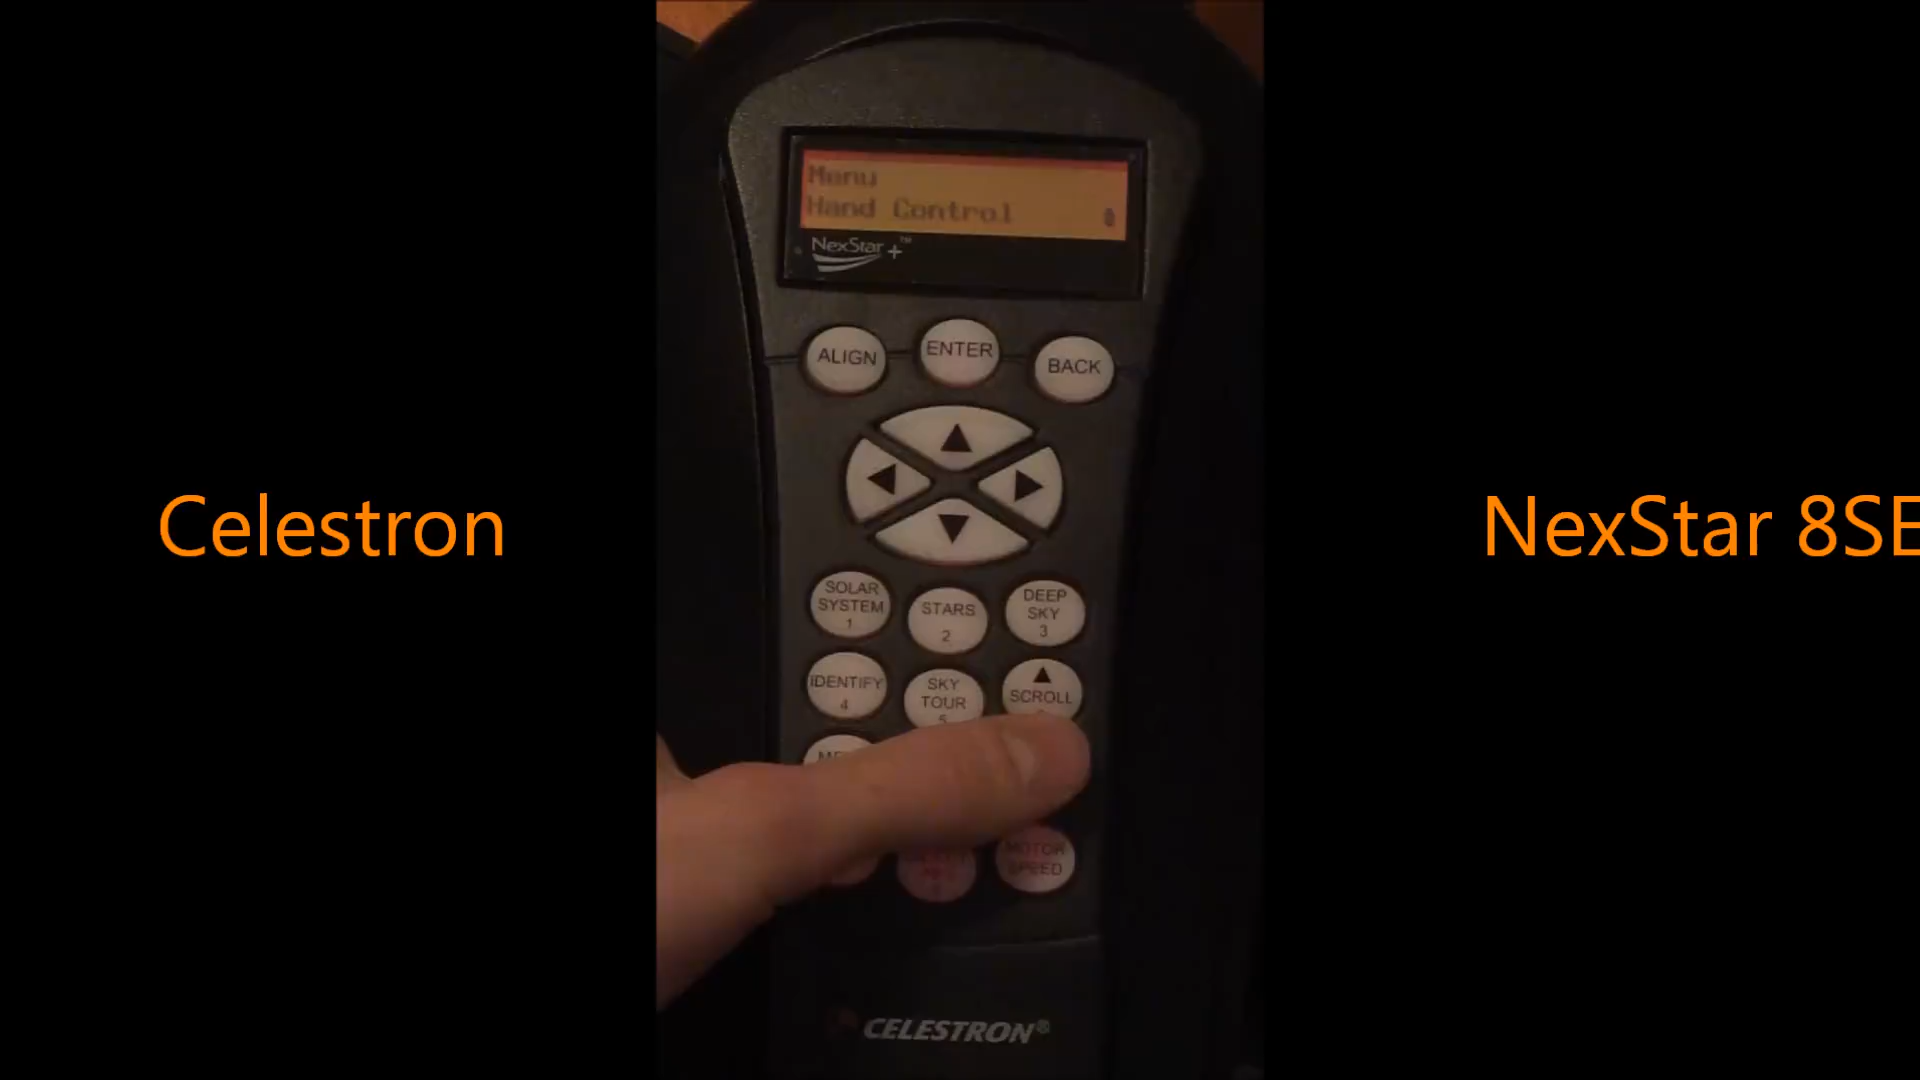 Menu
Hand Control
NexStar+™
ALIGN
ENTER
BACK
Celestron
NexStar 8SE
SOLAR
SYSTEM
1
STARS
2
DEEP
SKY
3
IDENTIFY
4
SKY
TOUR
5
SCROLL
MOTOR
SPEED
CELESTRON®